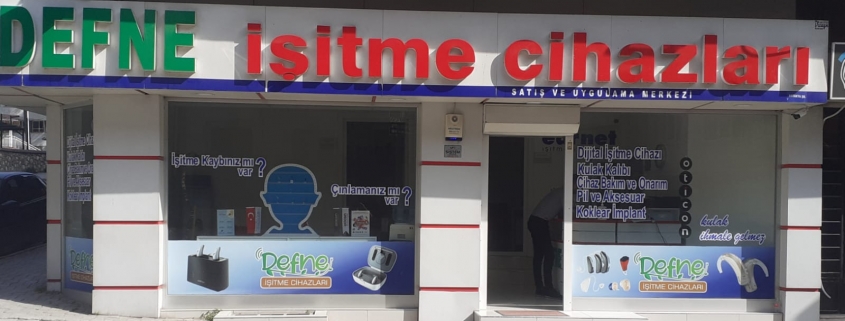 DEFNE işitme cihazları
SATIŞ VE UYGULAMA MERKEZİ
İşitme Kaybınız mı
var ?
Çınlamanız mı
var ?
Defne
İŞİTME CİHAZLARI
earnet
Dijital İşitme Cihazı
Kulak Kalıbı
Cihaz Bakım ve Onarım
Pil ve Aksesuar
Koklear İmplant
oticon
kulak
ihmale gelmez
Defne
İŞİTME CİHAZLARI